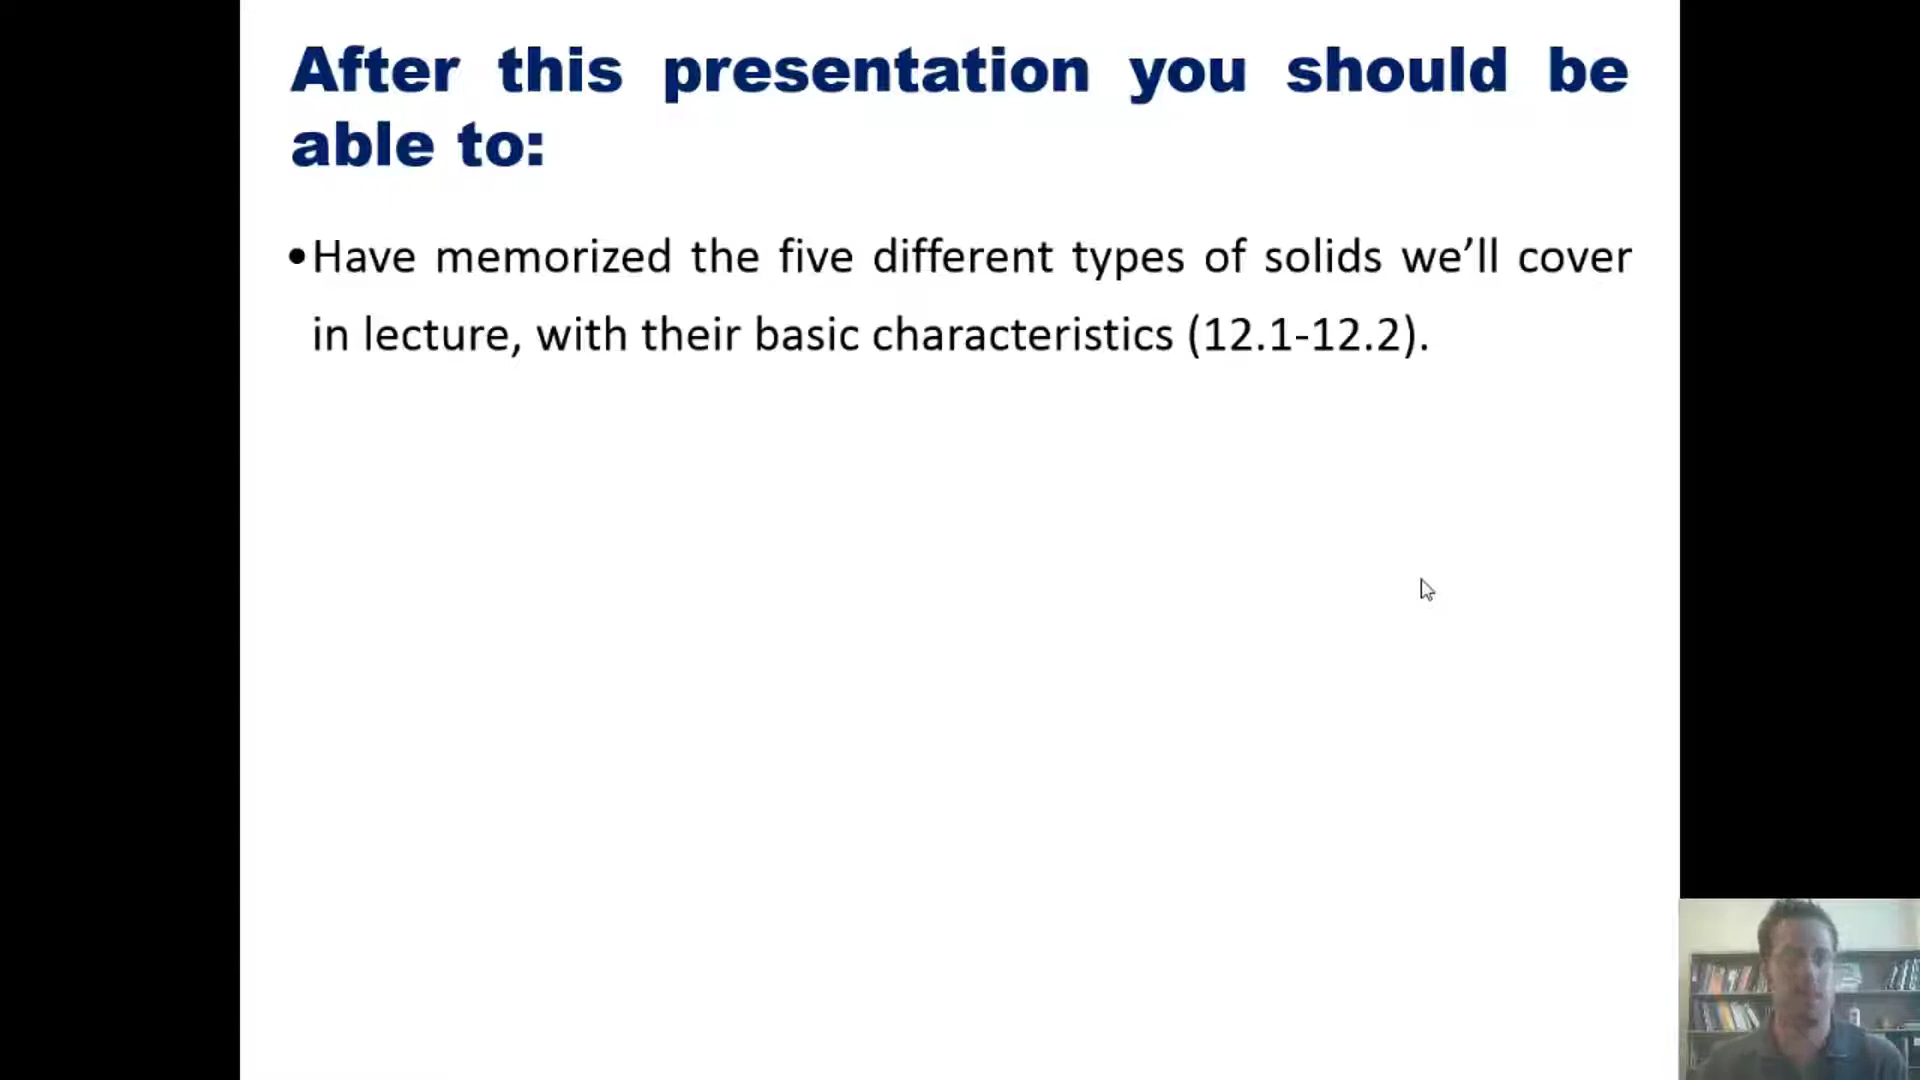 After this presentation you should be
able to:
•Have memorized the five different types of solids we’ll cover
in lecture, with their basic characteristics (12.1-12.2).